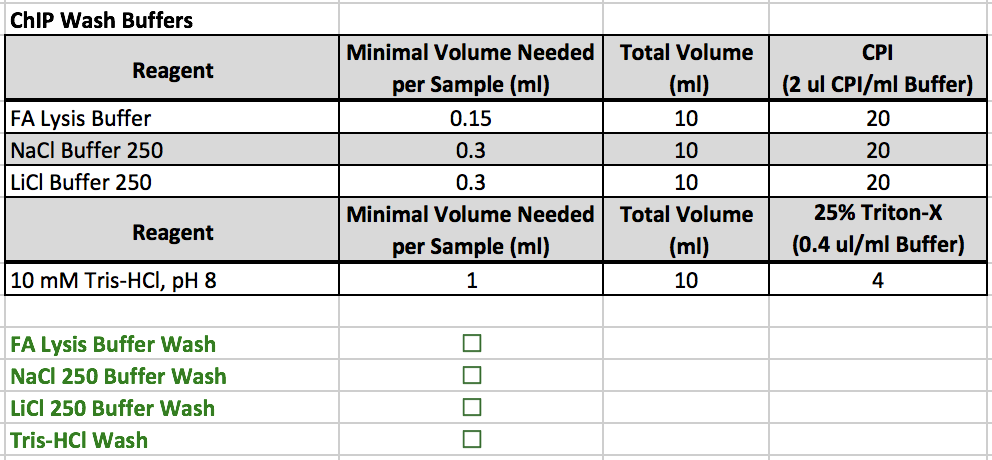 ChIP Wash Buffers
Reagent Minimal Volume Needed per Sample (ml) Total Volume (ml) CPI (2 ul CPI/ml Buffer)
FA Lysis Buffer 0.15 10 20
NaCl Buffer 250 0.3 10 20
LiCl Buffer 250 0.3 10 20
Reagent Minimal Volume Needed per Sample (ml) Total Volume (ml) 25% Triton-X (0.4 ul/ml Buffer)
10 mM Tris-HCl, pH 8 1 10 4
FA Lysis Buffer Wash ☐
NaCl 250 Buffer Wash ☐
LiCl 250 Buffer Wash ☐
Tris-HCl Wash ☐